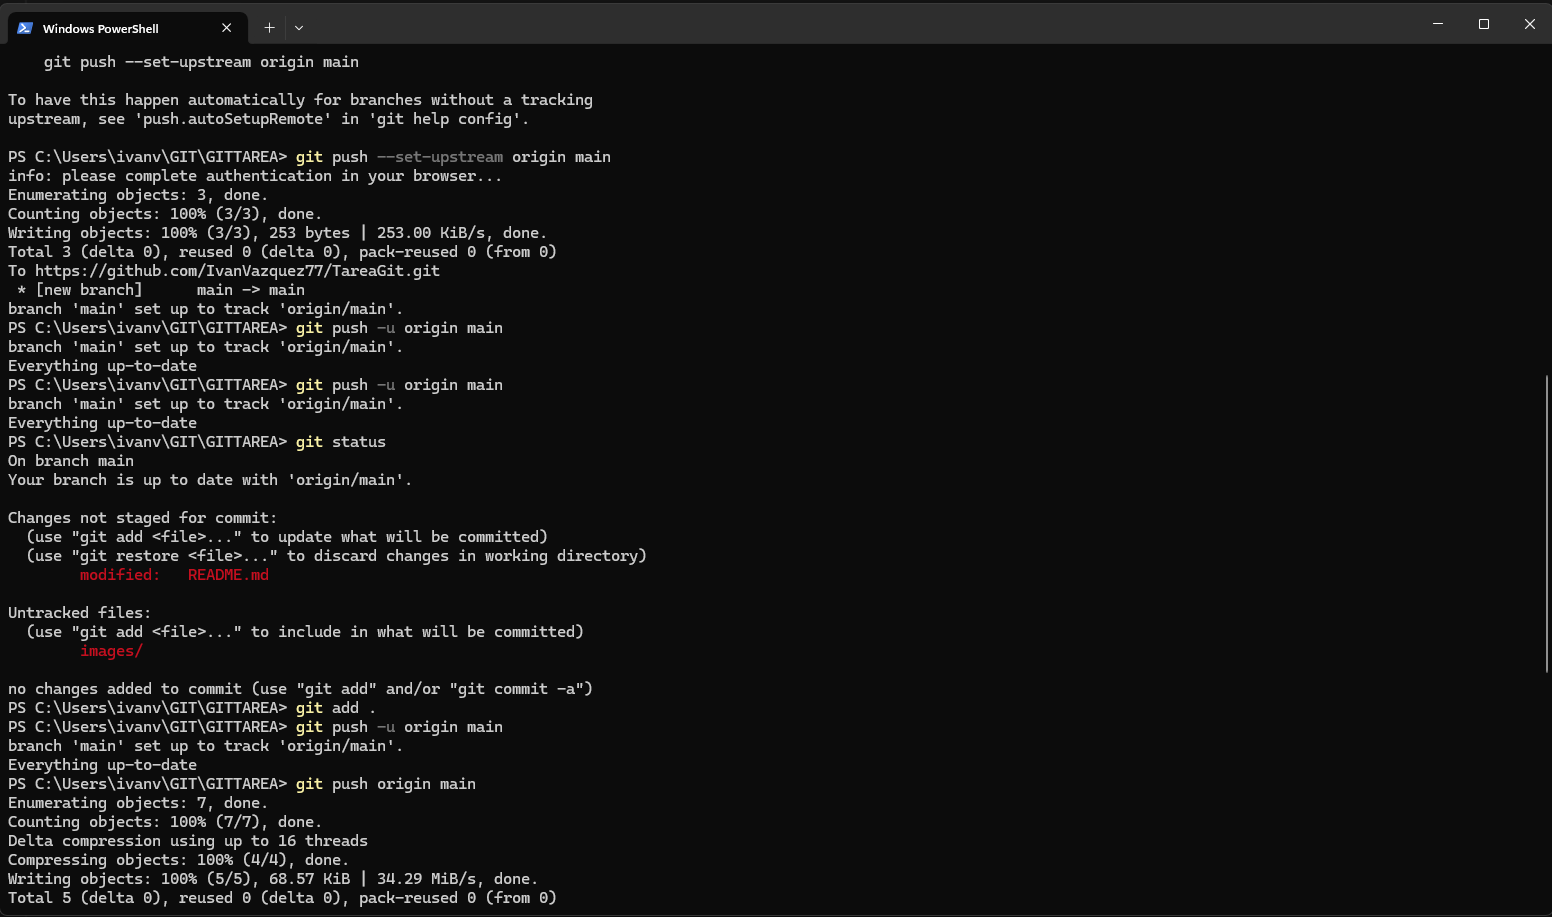 Windows PowerShell
git push --set-upstream origin main
To have this happen automatically for branches without a tracking
upstream, see 'push.autoSetupRemote' in 'git help config'.
PS C:\Users\ivanv\GIT\GITTAREA> git push --set-upstream origin main
info: please complete authentication in your browser...
Enumerating objects: 3, done.
Counting objects: 100% (3/3), done.
Writing objects: 100% (3/3), 253 bytes | 253.00 KiB/s, done.
Total 3 (delta 0), reused 0 (delta 0), pack-reused 0 (from 0)
To https://github.com/IvanVazquez77/TareaGit.git
 * [new branch]      main -> main
branch 'main' set up to track 'origin/main'.
PS C:\Users\ivanv\GIT\GITTAREA> git push -u origin main
branch 'main' set up to track 'origin/main'.
Everything up-to-date
PS C:\Users\ivanv\GIT\GITTAREA> git push -u origin main
branch 'main' set up to track 'origin/main'.
Everything up-to-date
PS C:\Users\ivanv\GIT\GITTAREA> git status
On branch main
Your branch is up to date with 'origin/main'.
Changes not staged for commit:
  (use "git add <file>..." to update what will be committed)
  (use "git restore <file>..." to discard changes in working directory)
        modified:   README.md
Untracked files:
  (use "git add <file>..." to include in what will be committed)
        images/
no changes added to commit (use "git add" and/or "git commit -a")
PS C:\Users\ivanv\GIT\GITTAREA> git add .
PS C:\Users\ivanv\GIT\GITTAREA> git push -u origin main
branch 'main' set up to track 'origin/main'.
Everything up-to-date
PS C:\Users\ivanv\GIT\GITTAREA> git push origin main
Enumerating objects: 7, done.
Counting objects: 100% (7/7), done.
Delta compression using up to 16 threads
Compressing objects: 100% (4/4), done.
Writing objects: 100% (5/5), 68.57 KiB | 34.29 MiB/s, done.
Total 5 (delta 0), reused 0 (delta 0), pack-reused 0 (from 0)